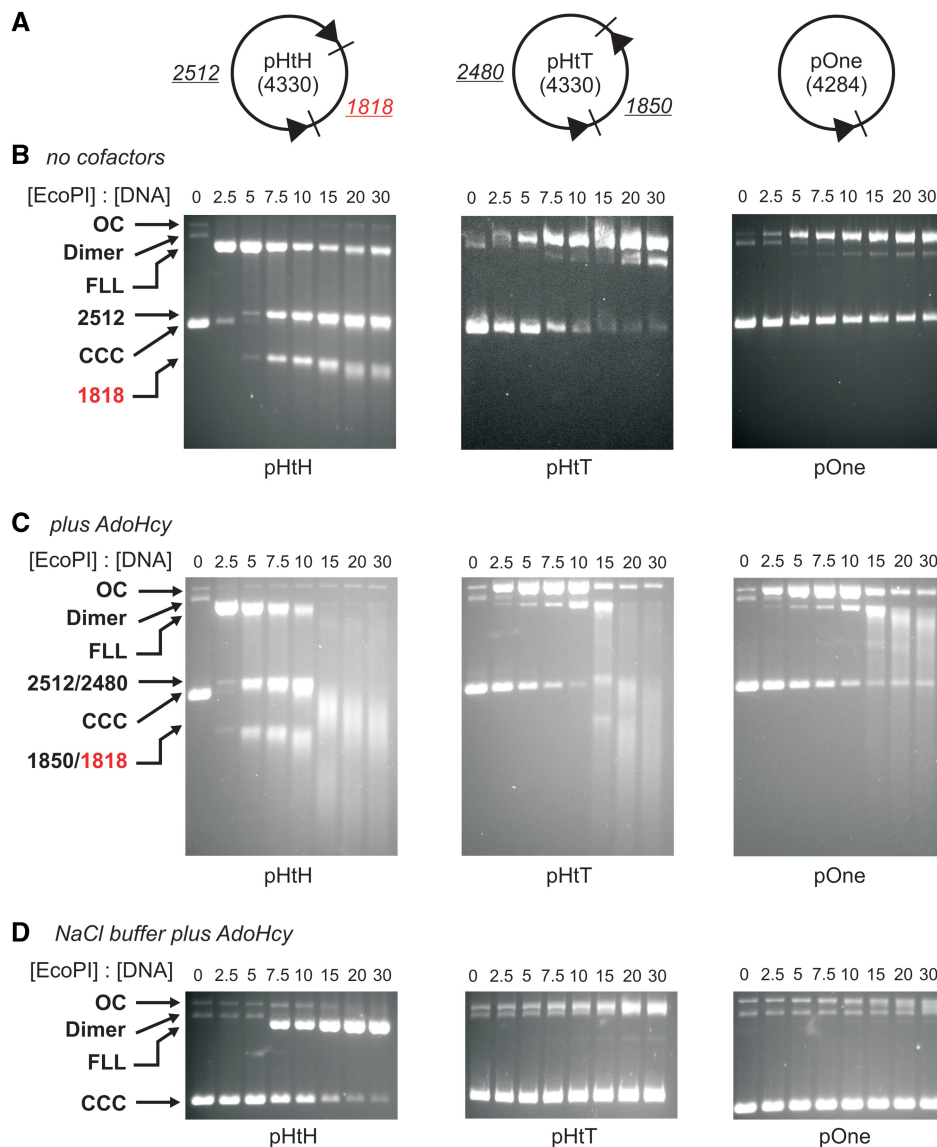 A
pHtH
(4330)
2512
1818
pHtT
(4330)
2480
1850
pOne
(4284)
B no cofactors
[EcoPI] : [DNA] 0 2.5 5 7.5 10 15 20 30
0 2.5 5 7.5 10 15 20 30
0 2.5 5 7.5 10 15 20 30
OC
Dimer
FLL
2512
CCC
1818
pHtH
pHtT
pOne
C plus AdoHcy
[EcoPI] : [DNA] 0 2.5 5 7.5 10 15 20 30
0 2.5 5 7.5 10 15 20 30
0 2.5 5 7.5 10 15 20 30
OC
Dimer
FLL
2512/2480
CCC
1850/1818
pHtH
pHtT
pOne
D NaCl buffer plus AdoHcy
[EcoPI] : [DNA] 0 2.5 5 7.5 10 15 20 30
0 2.5 5 7.5 10 15 20 30
0 2.5 5 7.5 10 15 20 30
OC
Dimer
FLL
CCC
pHtH
pHtT
pOne